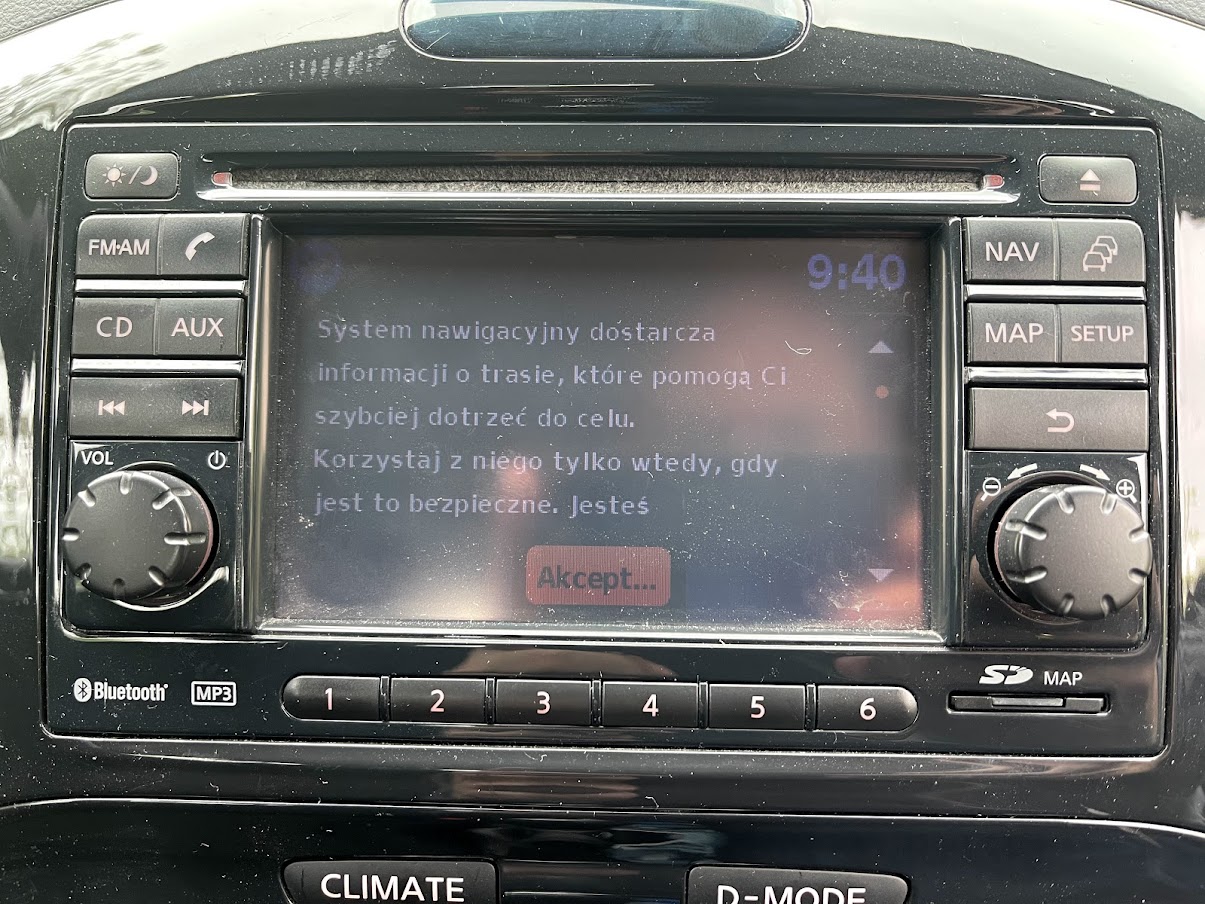 FM·AM
CD
AUX
VOL
9:40
System nawigacyjny dostarcza
informacji o trasie, które pomogą Ci
szybciej dotrzeć do celu.
Korzystaj z niego tylko wtedy, gdy
jest to bezpieczne. Jesteś
Akcept...
NAV
MAP
SETUP
Bluetooth®
MP3
1 2 3 4 5 6
SD MAP
CLIMATE
D-MODE